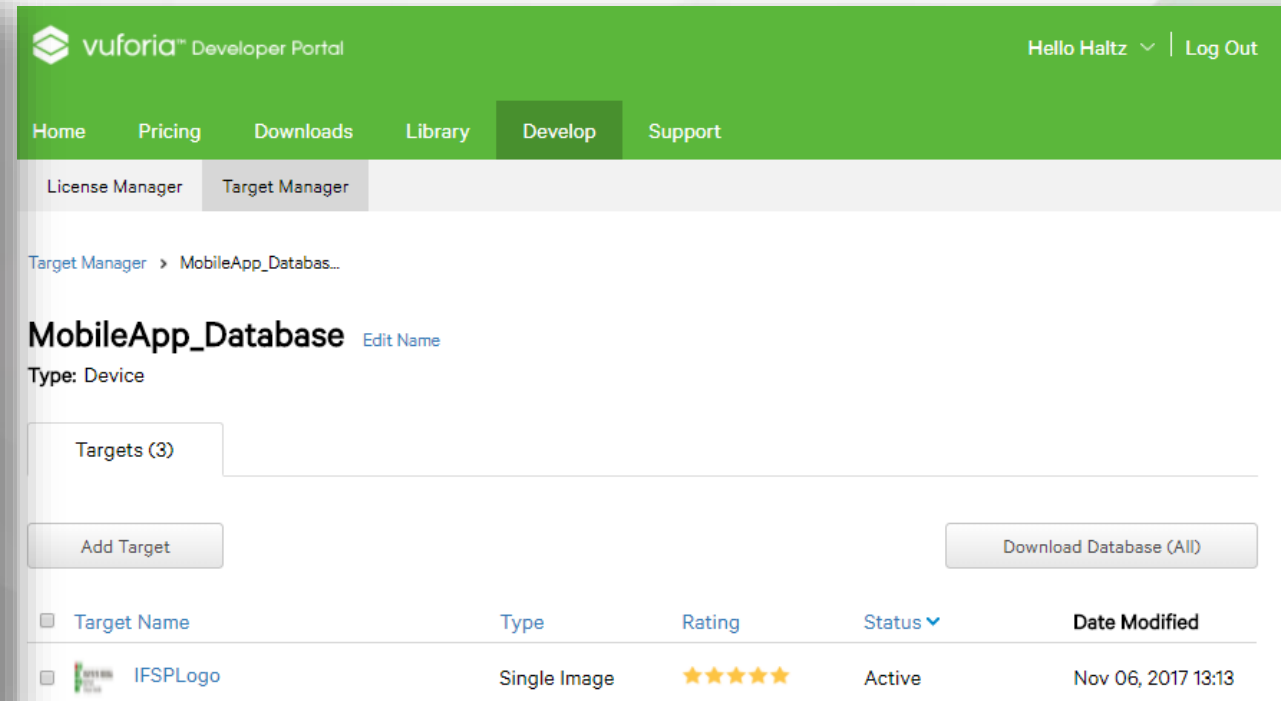 vuforia™ Developer Portal
Hello Haltz
Log Out
Home Pricing Downloads Library Develop Support
License Manager Target Manager
Target Manager > MobileApp_Databas...
MobileApp_Database Edit Name
Type: Device
Targets (3)
Add Target
Download Database (All)
Target Name Type Rating Status Date Modified
IFSPLogo Single Image Active Nov 06, 2017 13:13